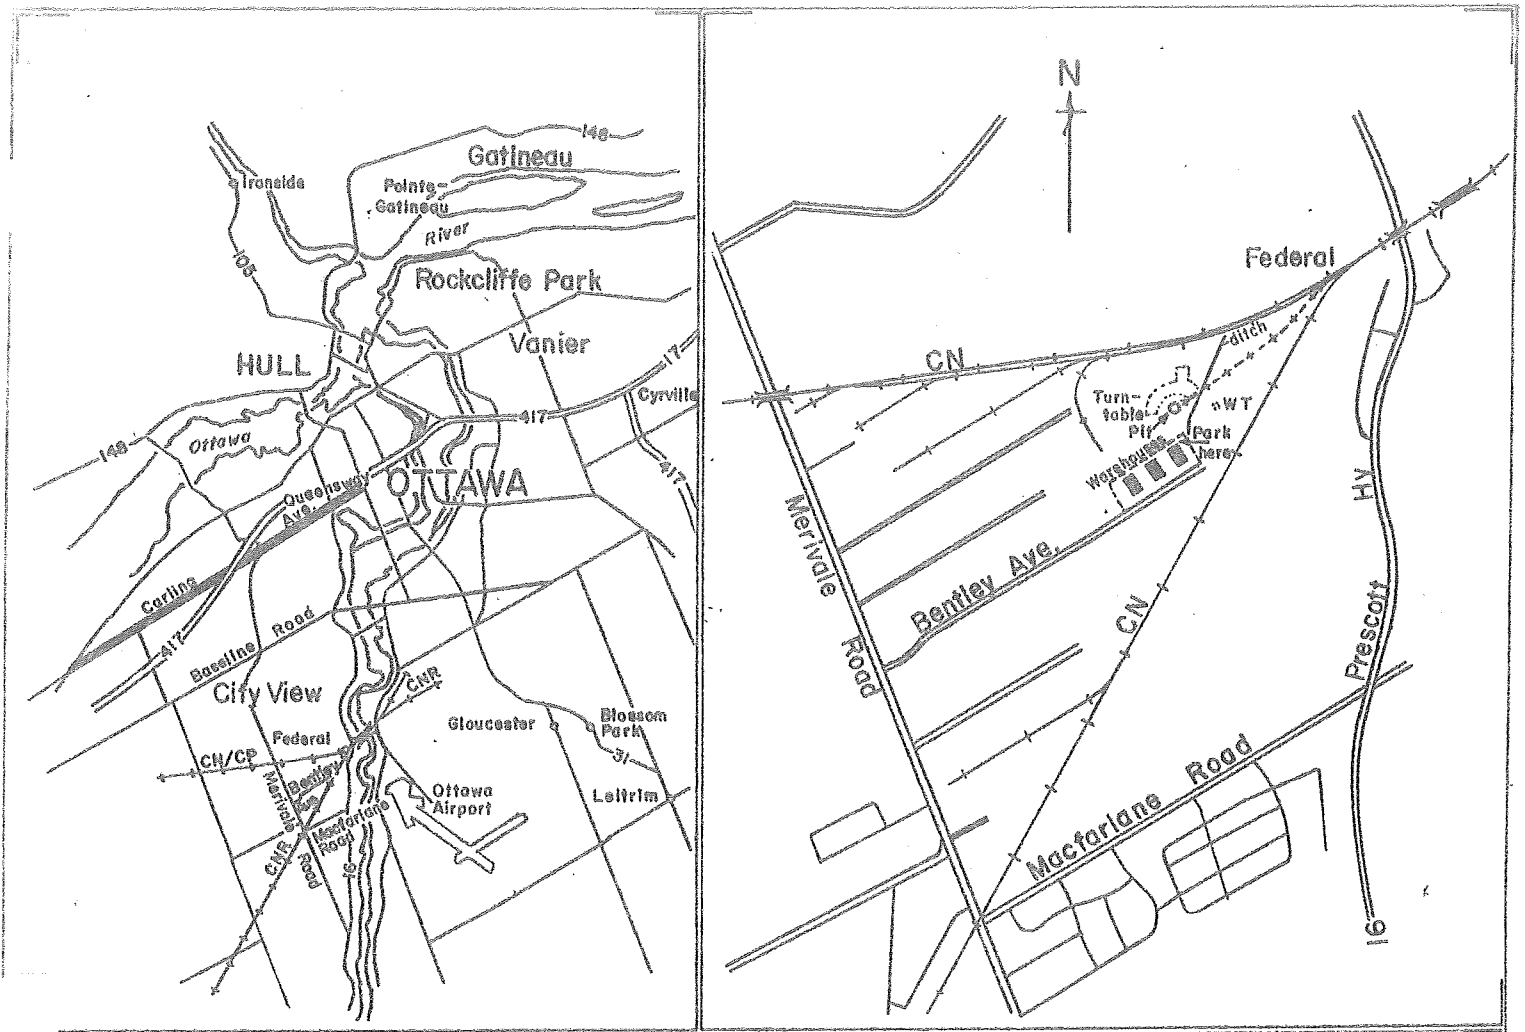 148
Gatineau
Ironside
Pointe-
Gatineau
River
105
Rockcliffe Park
Vanier
HULL
17
Cyrville
417
148
Ottawa
417
Queensway
Ave.
OTTAWA
Carling
417
Baseline Road
City View
CNR
Gloucester
Blossom
Park
Federal
31
CN/CP
Bentley
Merivale
Road
Ottawa
Airport
Leitrim
Macfarlane
Road
CNR
16
N
Federal
ditch
CN
Turn-
table
WT
Pit
Park
here
Warehouses
HY
Merivale
Road
Bentley Ave.
CN
Prescott
Macfarlane Road
16